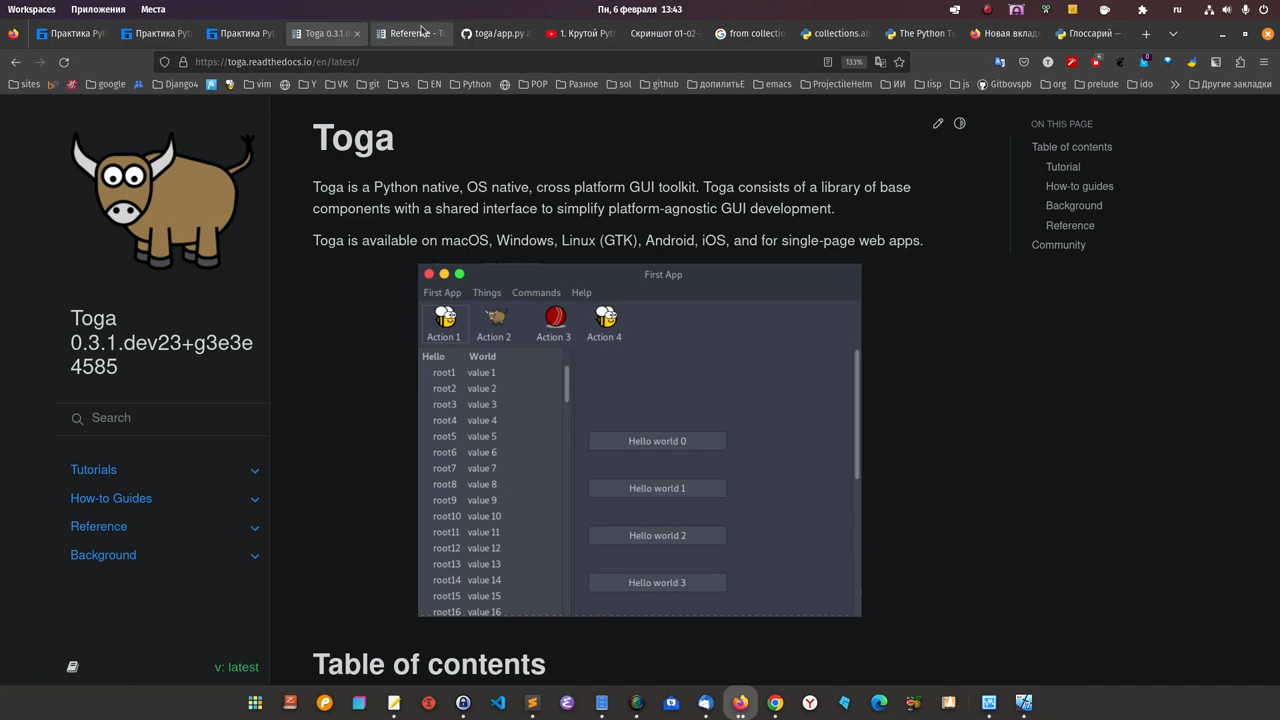 Workspaces Приложения Места Пн, 6 февраля 13:43 ru
Практика Py Практика Py Практика Py Toga 0.3.1.d Reference - To toga/app.py a 1. Крутой Pyt Скриншот 01-02- from collectio collections.ab The Python T Новая вкладк Глоссарий —
https://toga.readthedocs.io/en/latest/ 133%
sites google Django4 vim Y VK git vs EN Python POP Разное sol github допилитьЕ emacs ProjectileHelm ИИ lisp js Gitbovspb org prelude ido Другие закладки
Toga
0.3.1.dev23+g3e3e
4585
Search
Tutorials
How-to Guides
Reference
Background
v: latest
Toga
Toga is a Python native, OS native, cross platform GUI toolkit. Toga consists of a library of base
components with a shared interface to simplify platform-agnostic GUI development.
Toga is available on macOS, Windows, Linux (GTK), Android, iOS, and for single-page web apps.
First App
First App Things Commands Help
Action 1 Action 2 Action 3 Action 4
Hello World
root1 value 1
root2 value 2
root3 value 3
root4 value 4
root5 value 5
root6 value 6
root7 value 7
root8 value 8
root9 value 9
root10 value 10
root11 value 11
root12 value 12
root13 value 13
root14 value 14
root15 value 15
root16 value 16
Hello world 0
Hello world 1
Hello world 2
Hello world 3
Table of contents
ON THIS PAGE
Table of contents
Tutorial
How-to guides
Background
Reference
Community